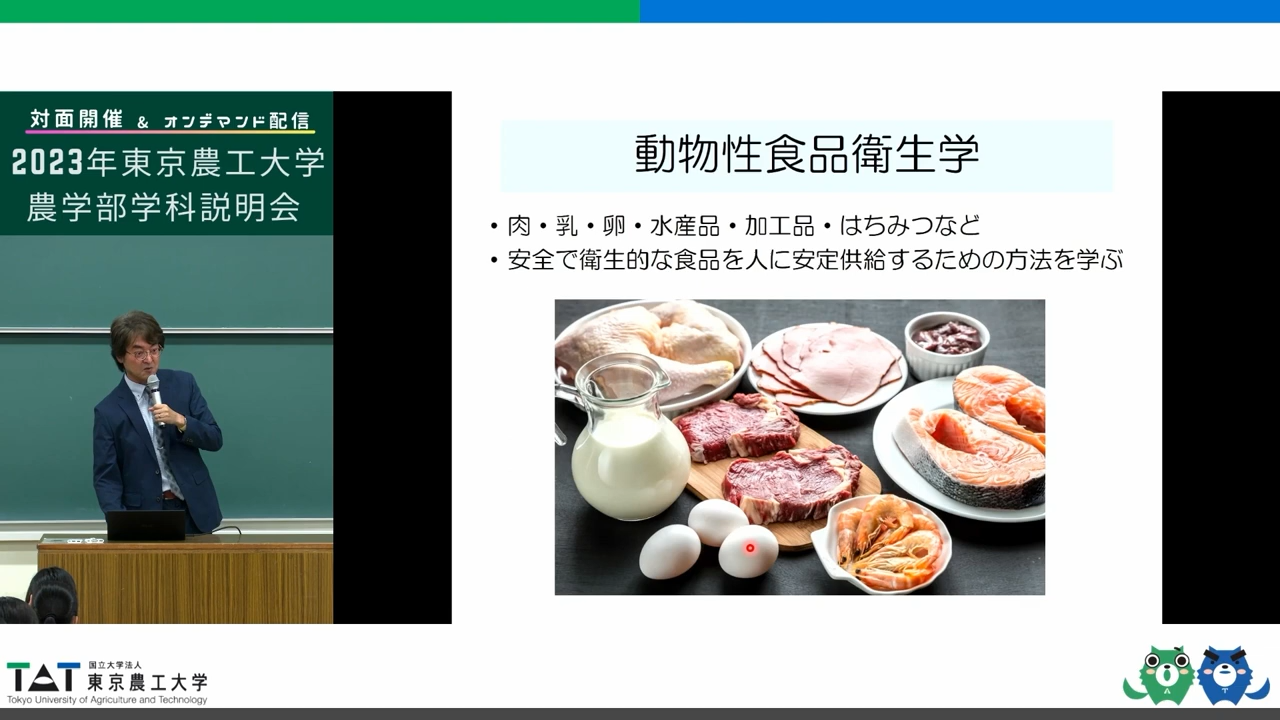 対面開催 & オンデマンド配信
2023年東京農工大学
農学部学科説明会
動物性食品衛生学
・肉・乳・卵・水産品・加工品・はちみつなど
・安全で衛生的な食品を人に安定供給するための方法を学ぶ
TAT 国立大学法人
東京農工大学
Tokyo University of Agriculture and Technology
A
T